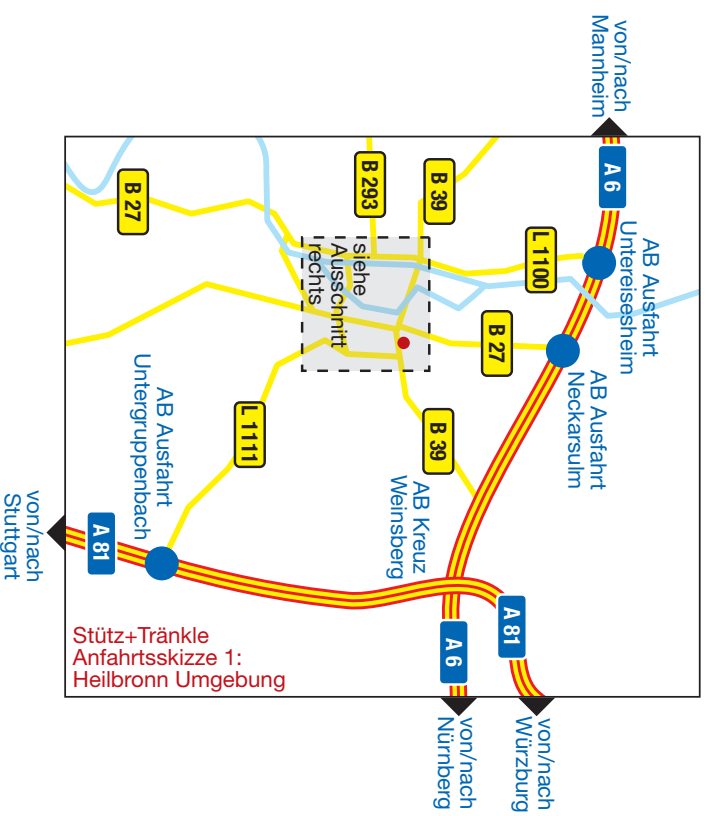 von/nach
Mannheim
A 6
AB Ausfahrt
Untereisesheim
L 1100
B 39
B 293
B 27
siehe
Ausschnitt
rechts
B 27
AB Ausfahrt
Neckarsulm
B 39
L 1111
AB Ausfahrt
Untergruppenbach
AB Kreuz
Weinsberg
A 81
von/nach
Stuttgart
A 81
A 6
von/nach
Würzburg
von/nach
Nürnberg
Stütz+Tränkle
Anfahrtsskizze 1:
Heilbronn Umgebung